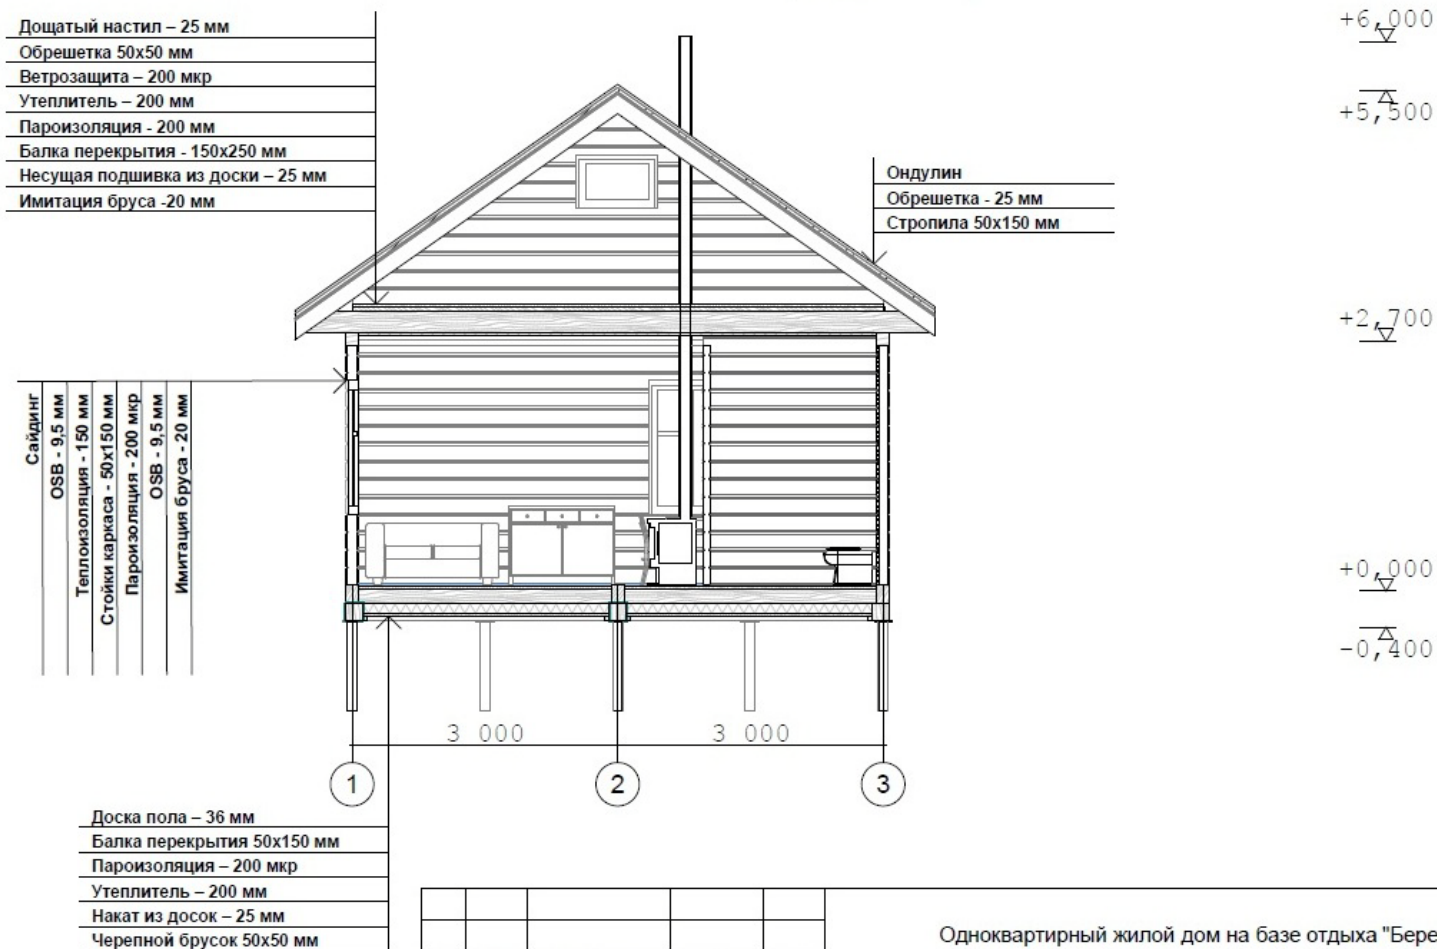 Дощатый настил – 25 мм
Обрешетка 50х50 мм
Ветрозащита – 200 мкр
Утеплитель – 200 мм
Пароизоляция - 200 мм
Балка перекрытия - 150х250 мм
Несущая подшивка из доски – 25 мм
Имитация бруса -20 мм
+6,000
+5,500
Ондулин
Обрешетка - 25 мм
Стропила 50х150 мм
+2,700
Сайдинг
OSB - 9,5 мм
Теплоизоляция - 150 мм
Стойки каркаса - 50х150 мм
Пароизоляция - 200 мкр
OSB - 9,5 мм
Имитация бруса - 20 мм
+0,000
-0,400
3 000
3 000
1
2
3
Доска пола – 36 мм
Балка перекрытия 50х150 мм
Пароизоляция – 200 мкр
Утеплитель – 200 мм
Накат из досок – 25 мм
Черепной брусок 50х50 мм
Одноквартирный жилой дом на базе отдыха "Бере